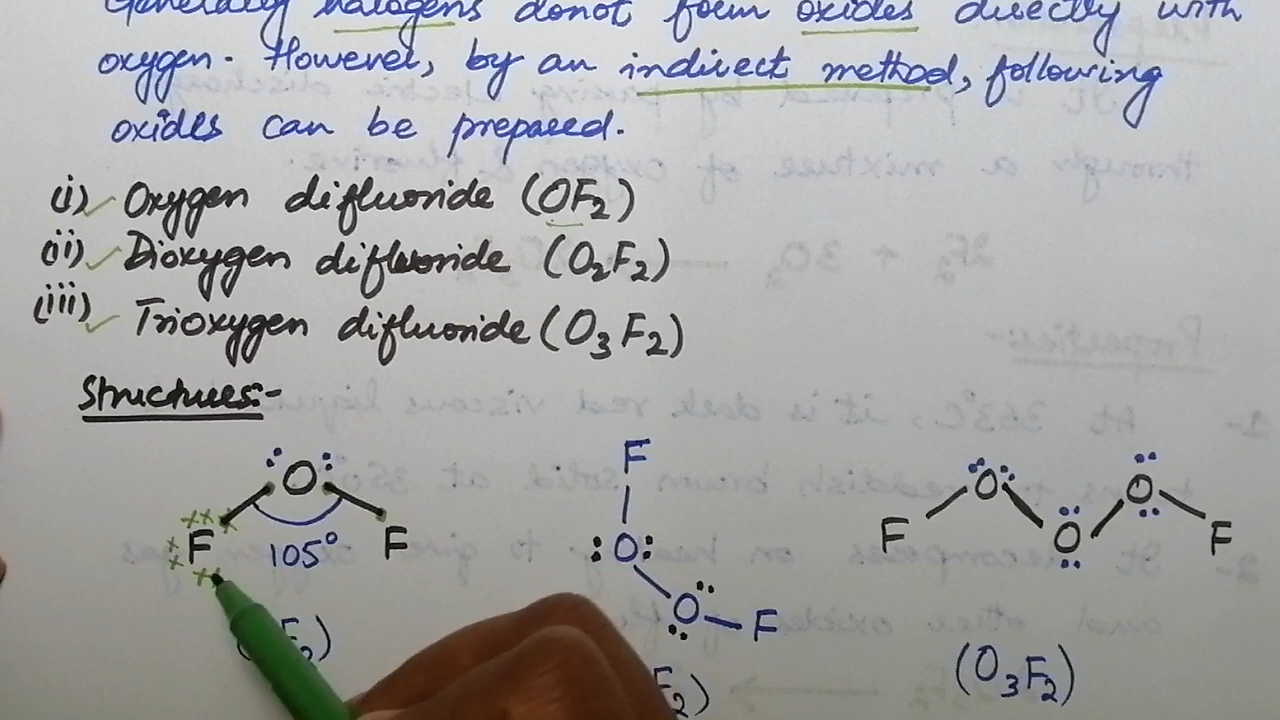 Generally halogens donot form oxides directly with
oxygen. However, by an indirect method, following
oxides can be prepared.
(i) Oxygen difluoride (OF2)
(ii) Dioxygen difluoride (O2F2)
(iii) Trioxygen difluoride (O3F2)
Structures:-
O
F F
105°
F
O
O F
O O
F O F
(O3F2)